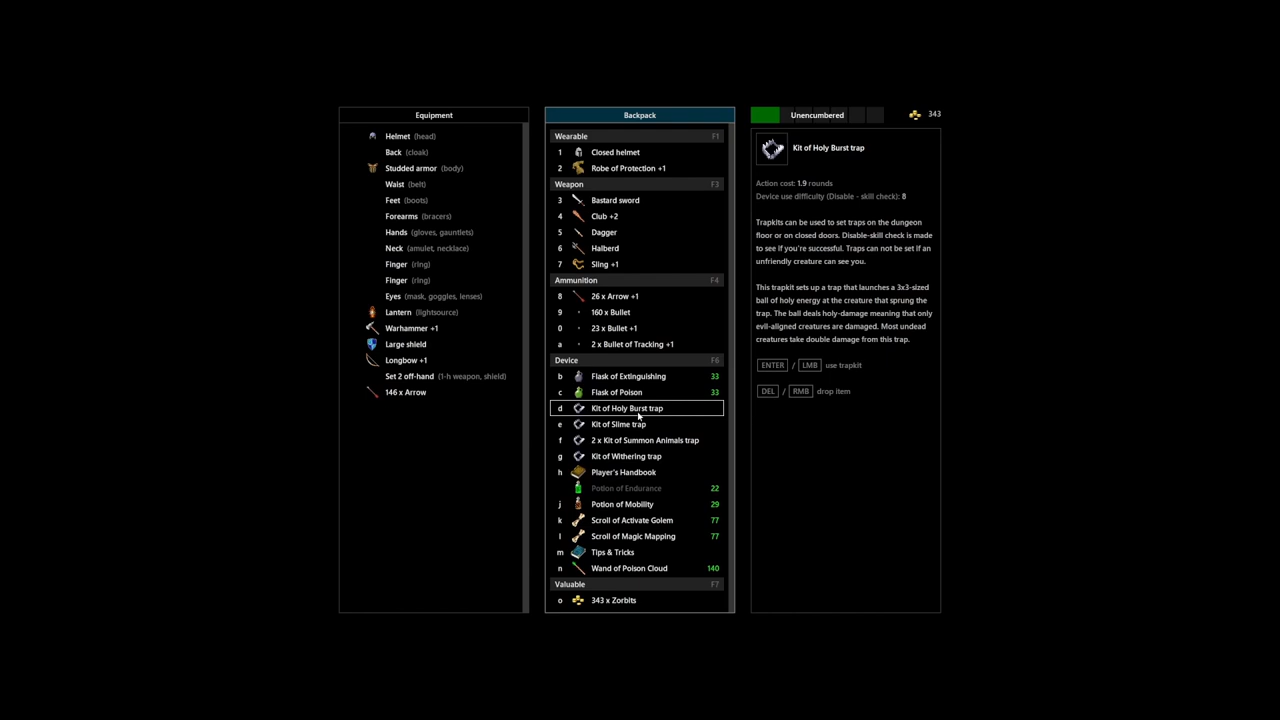 Equipment
Helmet (head)
Back (cloak)
Studded armor (body)
Waist (belt)
Feet (boots)
Forearms (bracers)
Hands (gloves, gauntlets)
Neck (amulet, necklace)
Finger (ring)
Finger (ring)
Eyes (mask, goggles, lenses)
Lantern (lightsource)
Warhammer +1
Large shield
Longbow +1
Set 2 off-hand (1-h weapon, shield)
146 x Arrow
Backpack
Wearable F1
1 Closed helmet
2 Robe of Protection +1
Weapon F3
3 Bastard sword
4 Club +2
5 Dagger
6 Halberd
7 Sling +1
Ammunition F4
8 26 x Arrow +1
9 160 x Bullet
0 23 x Bullet +1
a 2 x Bullet of Tracking +1
Device F6
b Flask of Extinguishing 33
c Flask of Poison 33
d Kit of Holy Burst trap
e Kit of Slime trap
f 2 x Kit of Summon Animals trap
g Kit of Withering trap
h Player's Handbook
Potion of Endurance 22
j Potion of Mobility 29
k Scroll of Activate Golem 77
l Scroll of Magic Mapping 77
m Tips & Tricks
n Wand of Poison Cloud 140
Valuable F7
o 343 x Zorbits
Unencumbered 343
Kit of Holy Burst trap
Action cost: 1.9 rounds
Device use difficulty (Disable - skill check): 8
Trapkits can be used to set traps on the dungeon
floor or on closed doors. Disable-skill check is made
to see if you're successful. Traps can not be set if an
unfriendly creature can see you.
This trapkit sets up a trap that launches a 3x3-sized
ball of holy energy at the creature that sprung the
trap. The ball deals holy-damage meaning that only
evil-aligned creatures are damaged. Most undead
creatures take double damage from this trap.
ENTER / LMB use trapkit
DEL / RMB drop item